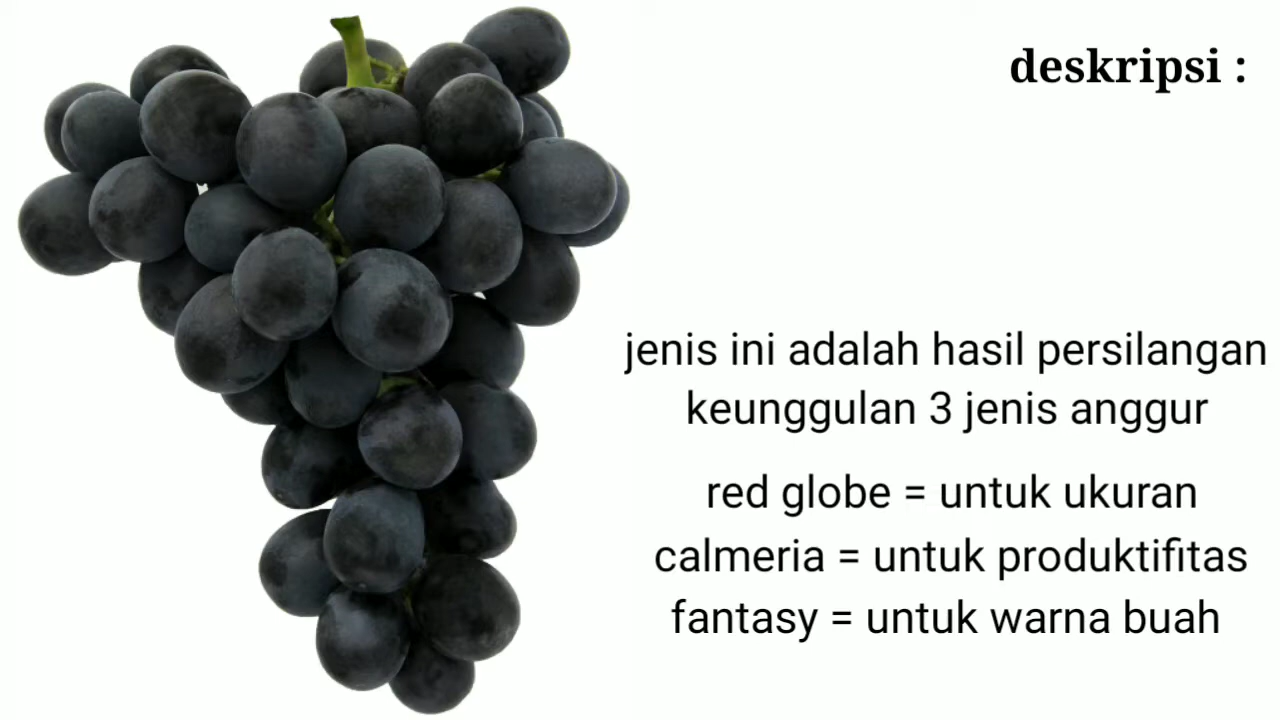 deskripsi :
jenis ini adalah hasil persilangan
keunggulan 3 jenis anggur
red globe = untuk ukuran
calmeria = untuk produktifitas
fantasy = untuk warna buah